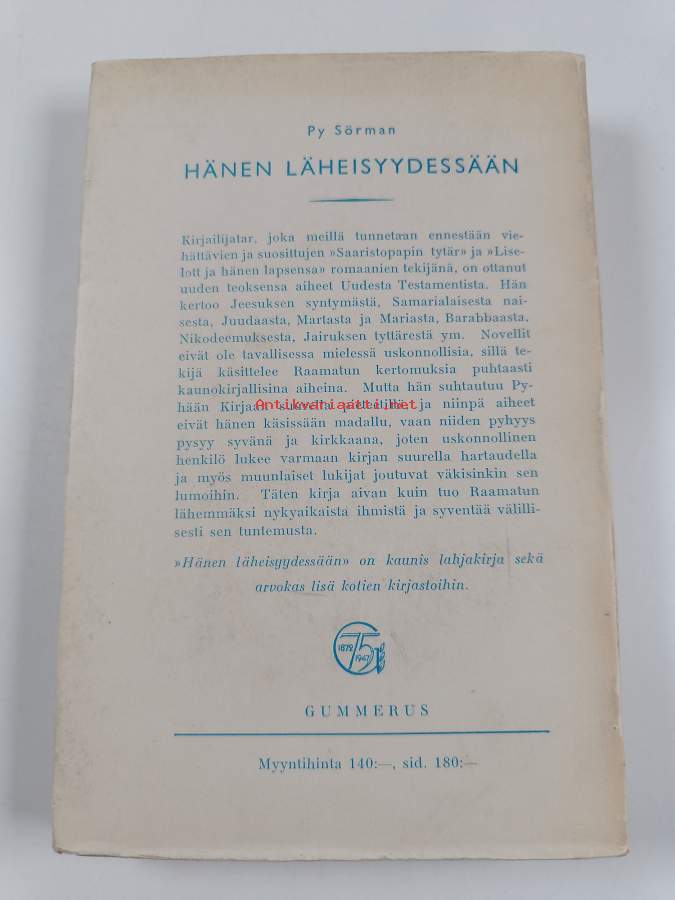 Py Sörman
HÄNEN LÄHEISYYDESSÄÄN
Kirjailijatar, joka meillä tunnetaan ennestään vie-
hättävien ja suosittujen »Saaristopapin tytär» ja »Lise-
lott ja hänen lapsensa» romaanien tekijänä, on ottanut
uuden teoksensa aiheet Uudesta Testamentista. Hän
kertoo Jeesuksen syntymästä, Samarialaisesta nai-
sesta, Juudaasta, Martasta ja Mariasta, Barabbaasta,
Nikodeemuksesta, Jairuksen tyttärestä ym. Novellit
eivät ole tavallisessa mielessä uskonnollisia, sillä te-
kijä käsittelee Raamatun kertomuksia puhtaasti
kaunokirjallisina aiheina. Mutta hän suhtautuu Py-
hään Kirjaan ja niinpä aiheet
Antikvariaatti.net
eivät hänen käsissään madallu, vaan niiden pyhyys
pysyy syvänä ja kirkkaana, joten uskonnollinen
henkilö lukee varmaan kirjan suurella hartaudella
ja myös muunlaiset lukijat joutuvat väkisinkin sen
lumoihin. Täten kirja aivan kuin tuo Raamatun
lähemmäksi nykyaikaista ihmistä ja syventää välilli-
sesti sen tuntemusta.
»Hänen läheisyydessään» on kaunis lahjakirja sekä
arvokas lisä kotien kirjastoihin.
1872 75 1947
GUMMERUS
Myyntihinta 140:—, sid. 180:—